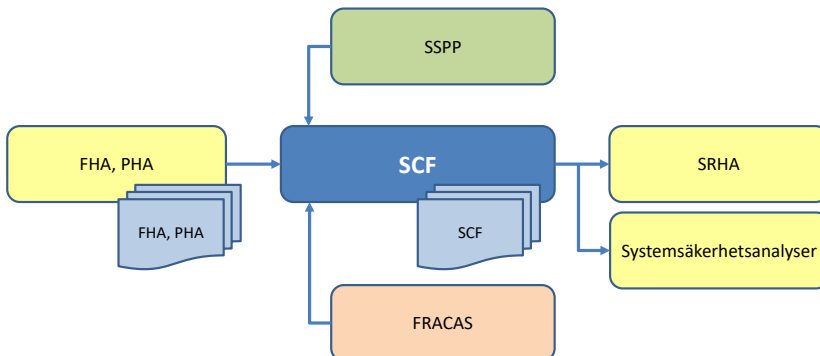 SSPP
FHA, PHA
SCF
SRHA
FHA, PHA
SCF
Systemsäkerhetsanalyser
FRACAS